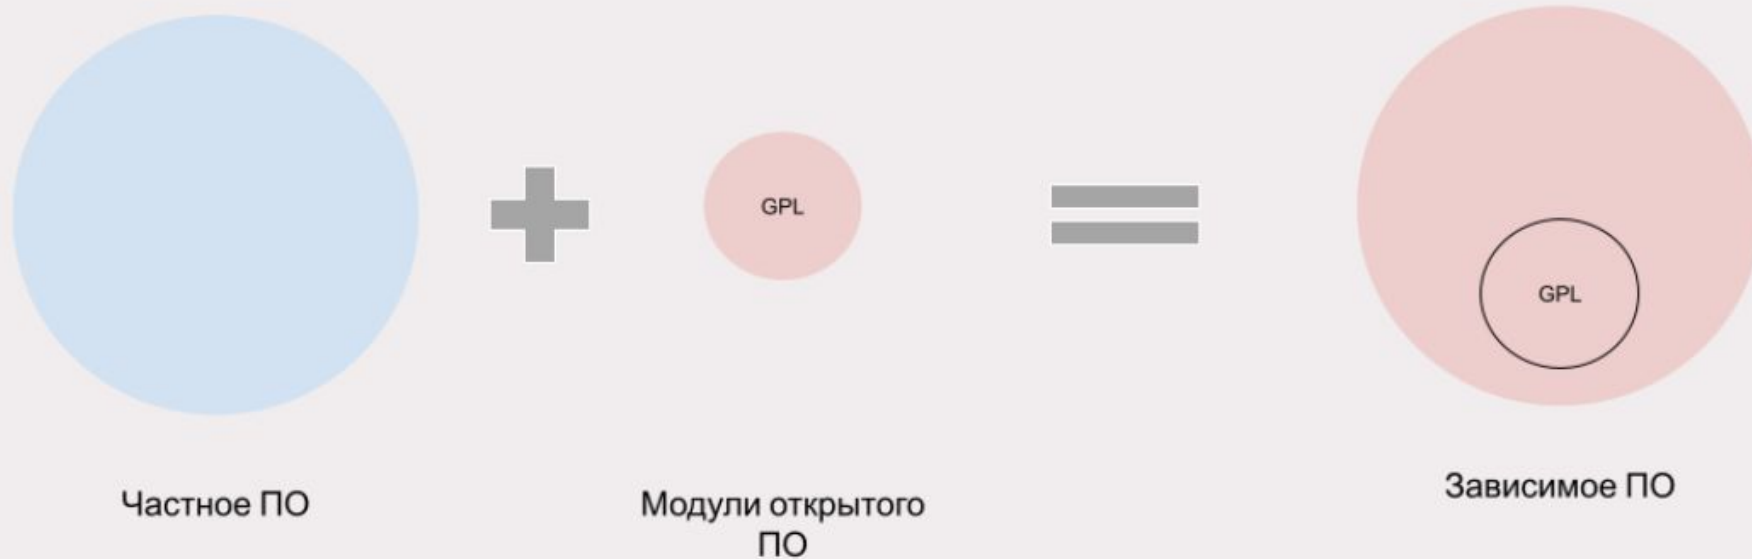 GPL
GPL
Частное ПО
Модули открытого
ПО
Зависимое ПО